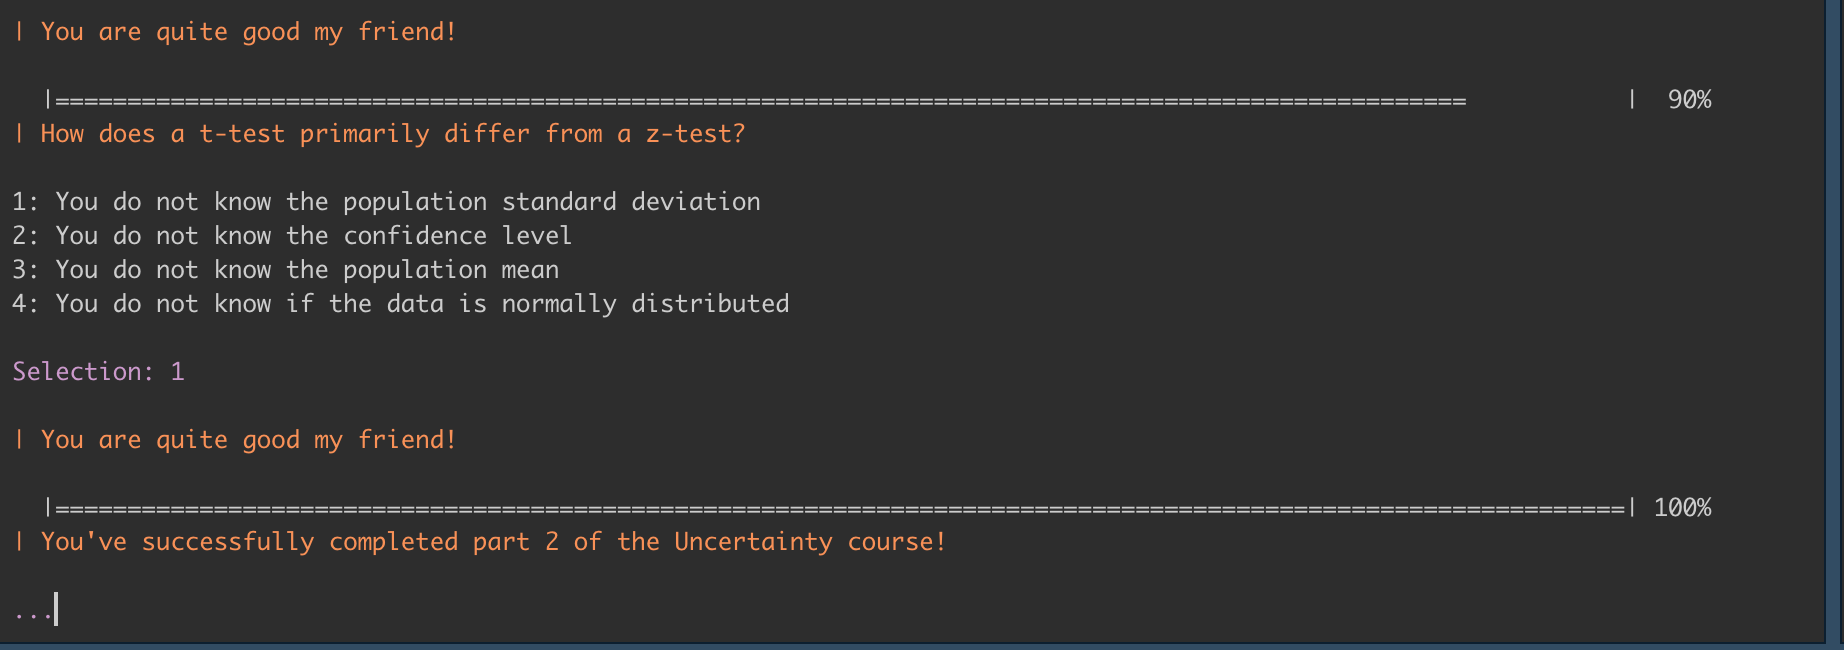 | You are quite good my friend!
|==================================================================================================           |  90%
| How does a t-test primarily differ from a z-test?
1: You do not know the population standard deviation
2: You do not know the confidence level
3: You do not know the population mean
4: You do not know if the data is normally distributed
Selection: 1
| You are quite good my friend!
|=============================================================================================================| 100%
| You've successfully completed part 2 of the Uncertainty course!
...